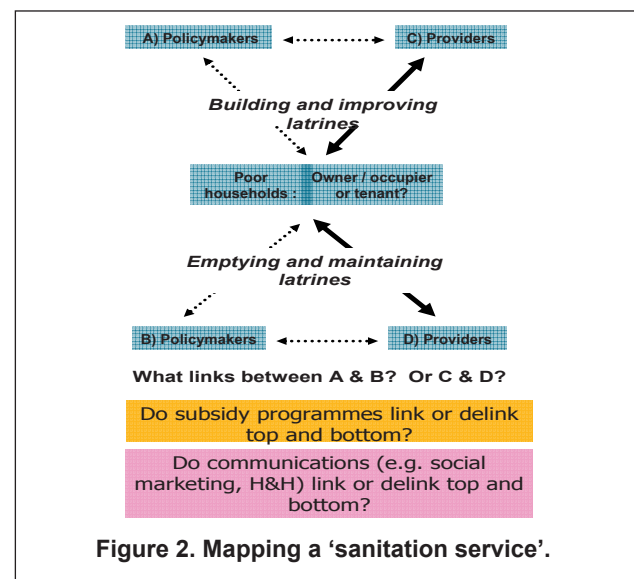 A) Policymakers C) Providers
Building and improving
latrines
Poor Owner / occupier
households : or tenant?
Emptying and maintaining
latrines
B) Policymakers D) Providers
What links between A & B? Or C & D?
Do subsidy programmes link or delink
top and bottom?
Do communications (e.g. social
marketing, H&H) link or delink top and
bottom?
Figure 2. Mapping a ‘sanitation service’.